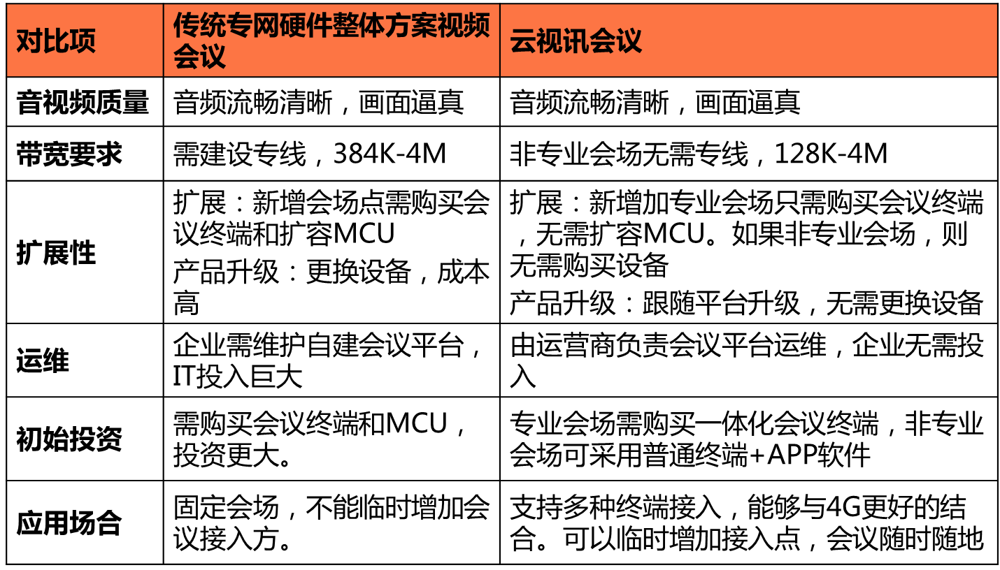 对比项
传统专网硬件整体方案视频
会议
云视讯会议
音视频质量
音频流畅清晰，画面逼真
音频流畅清晰，画面逼真
带宽要求
需建设专线，384K-4M
非专业会场无需专线，128K-4M
扩展性
扩展：新增会场点需购买会
议终端和扩容MCU
产品升级：更换设备，成本
高
扩展：新增加专业会场只需购买会议终端
，无需扩容MCU。如果非专业会场，则
无需购买设备
产品升级：跟随平台升级，无需更换设备
运维
企业需维护自建会议平台，
IT投入巨大
由运营商负责会议平台运维，企业无需投
入
初始投资
需购买会议终端和MCU，
投资更大。
专业会场需购买一体化会议终端，非专业
会场可采用普通终端+APP软件
应用场合
固定会场，不能临时增加会
议接入方。
支持多种终端接入，能够与4G更好的结
合。可以临时增加接入点，会议随时随地